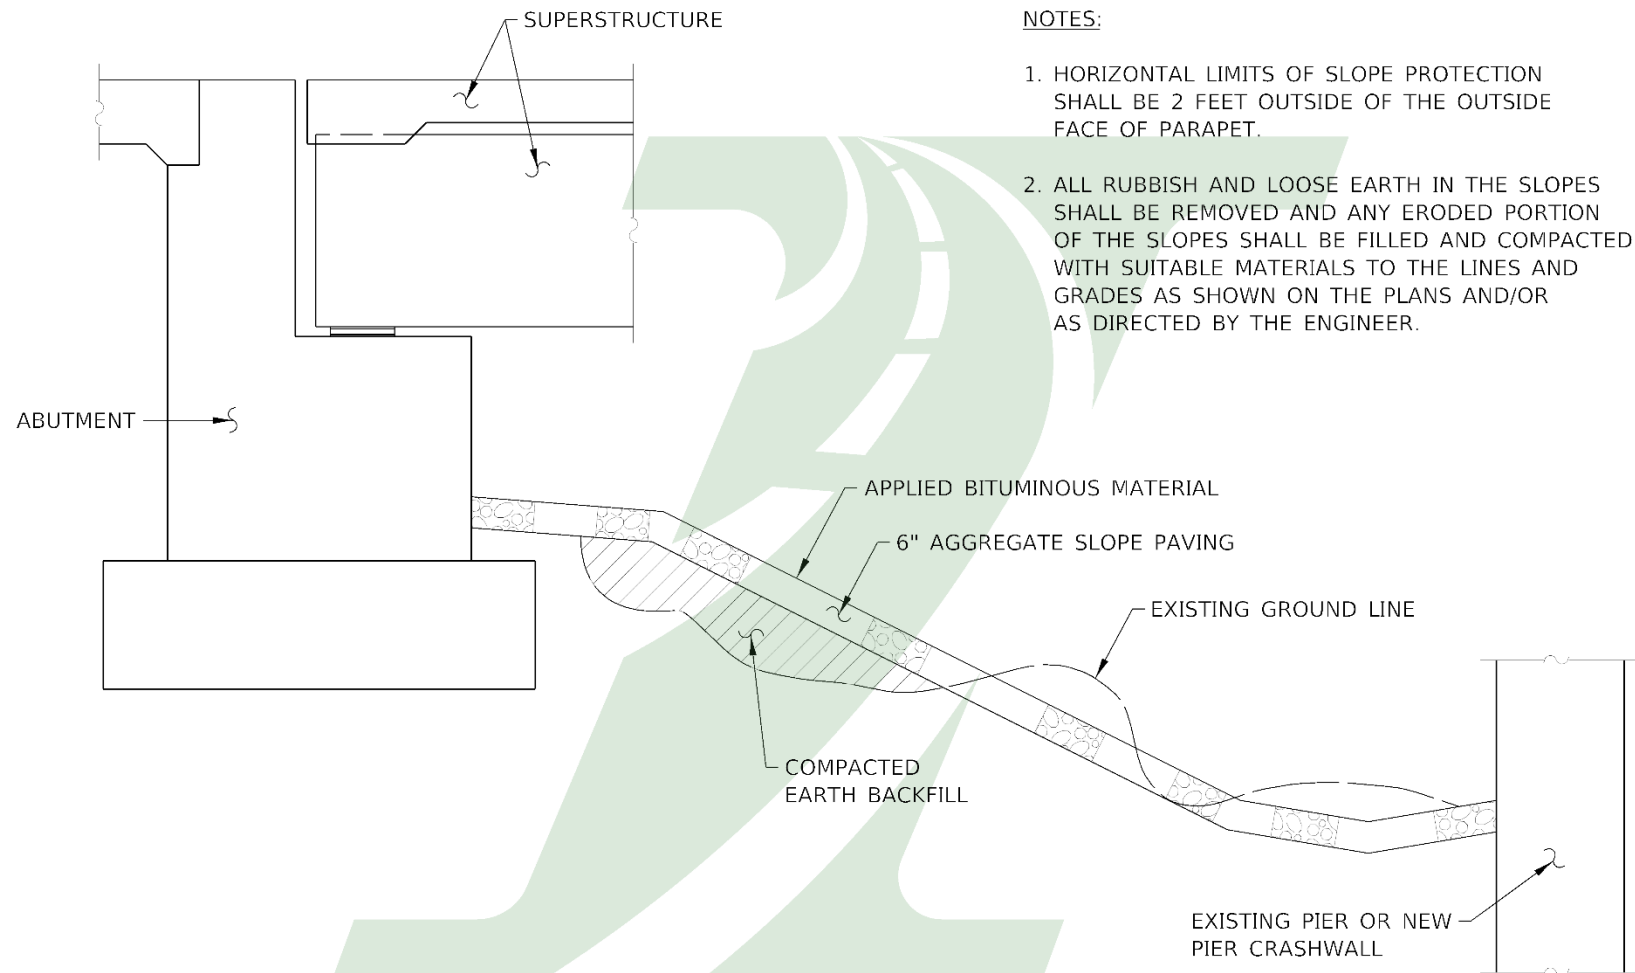 SUPERSTRUCTURE
NOTES:
1. HORIZONTAL LIMITS OF SLOPE PROTECTION
SHALL BE 2 FEET OUTSIDE OF THE OUTSIDE
FACE OF PARAPET.
2. ALL RUBBISH AND LOOSE EARTH IN THE SLOPES
SHALL BE REMOVED AND ANY ERODED PORTION
OF THE SLOPES SHALL BE FILLED AND COMPACTED
WITH SUITABLE MATERIALS TO THE LINES AND
GRADES AS SHOWN ON THE PLANS AND/OR
AS DIRECTED BY THE ENGINEER.
ABUTMENT
APPLIED BITUMINOUS MATERIAL
6" AGGREGATE SLOPE PAVING
EXISTING GROUND LINE
COMPACTED
EARTH BACKFILL
EXISTING PIER OR NEW
PIER CRASHWALL